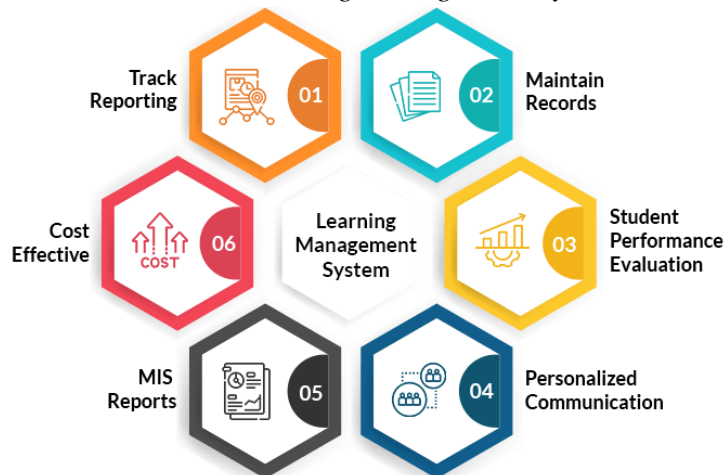 Track
Reporting
01
02
Maintain
Records
Cost
Effective
COST
06
Learning
Management
System
03
Student
Performance
Evaluation
MIS
Reports
05
04
Personalized
Communication